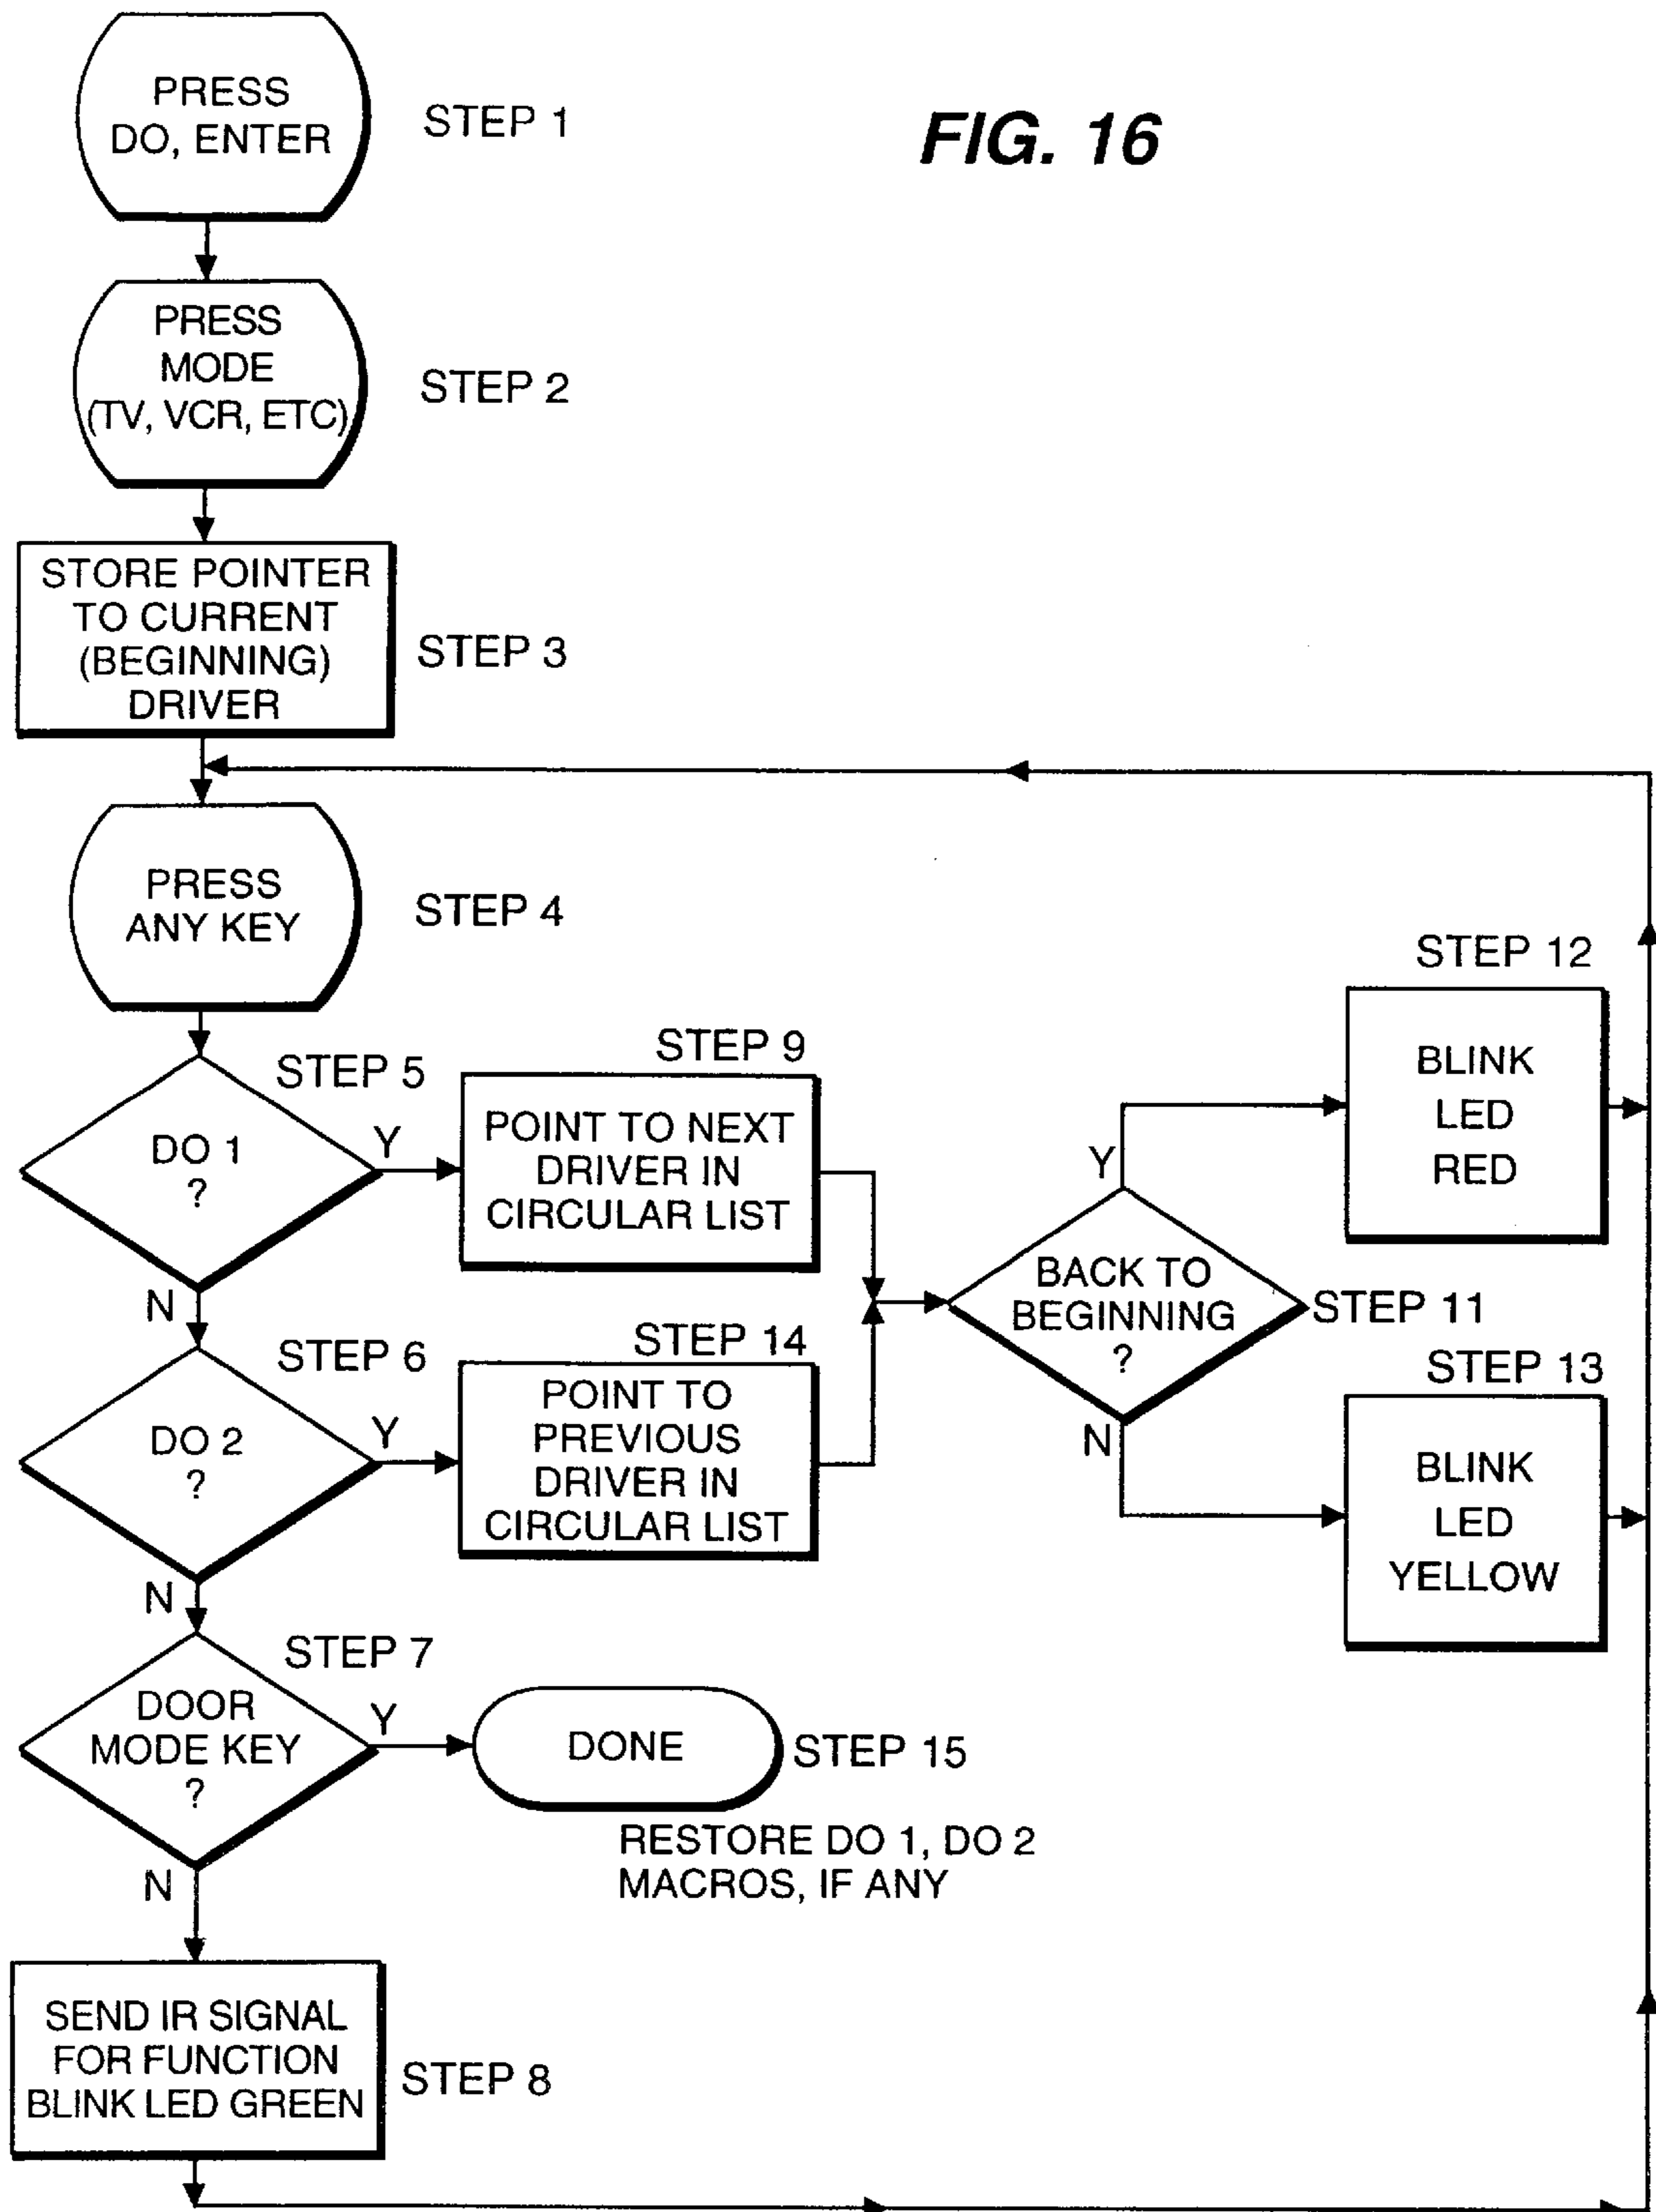 FIG. 16
PRESS
DO, ENTER
STEP 1
PRESS
MODE
(TV, VCR, ETC)
STEP 2
STORE POINTER
TO CURRENT
(BEGINNING)
DRIVER
STEP 3
PRESS
ANY KEY
STEP 4
DO 1
?
STEP 5
Y
N
STEP 9
POINT TO NEXT
DRIVER IN
CIRCULAR LIST
DO 2
?
STEP 6
Y
N
STEP 14
POINT TO
PREVIOUS
DRIVER IN
CIRCULAR LIST
BACK TO
BEGINNING
?
STEP 11
Y
N
STEP 12
BLINK
LED
RED
STEP 13
BLINK
LED
YELLOW
DOOR
MODE KEY
?
STEP 7
Y
N
DONE
STEP 15
RESTORE DO 1, DO 2
MACROS, IF ANY
SEND IR SIGNAL
FOR FUNCTION
BLINK LED GREEN
STEP 8